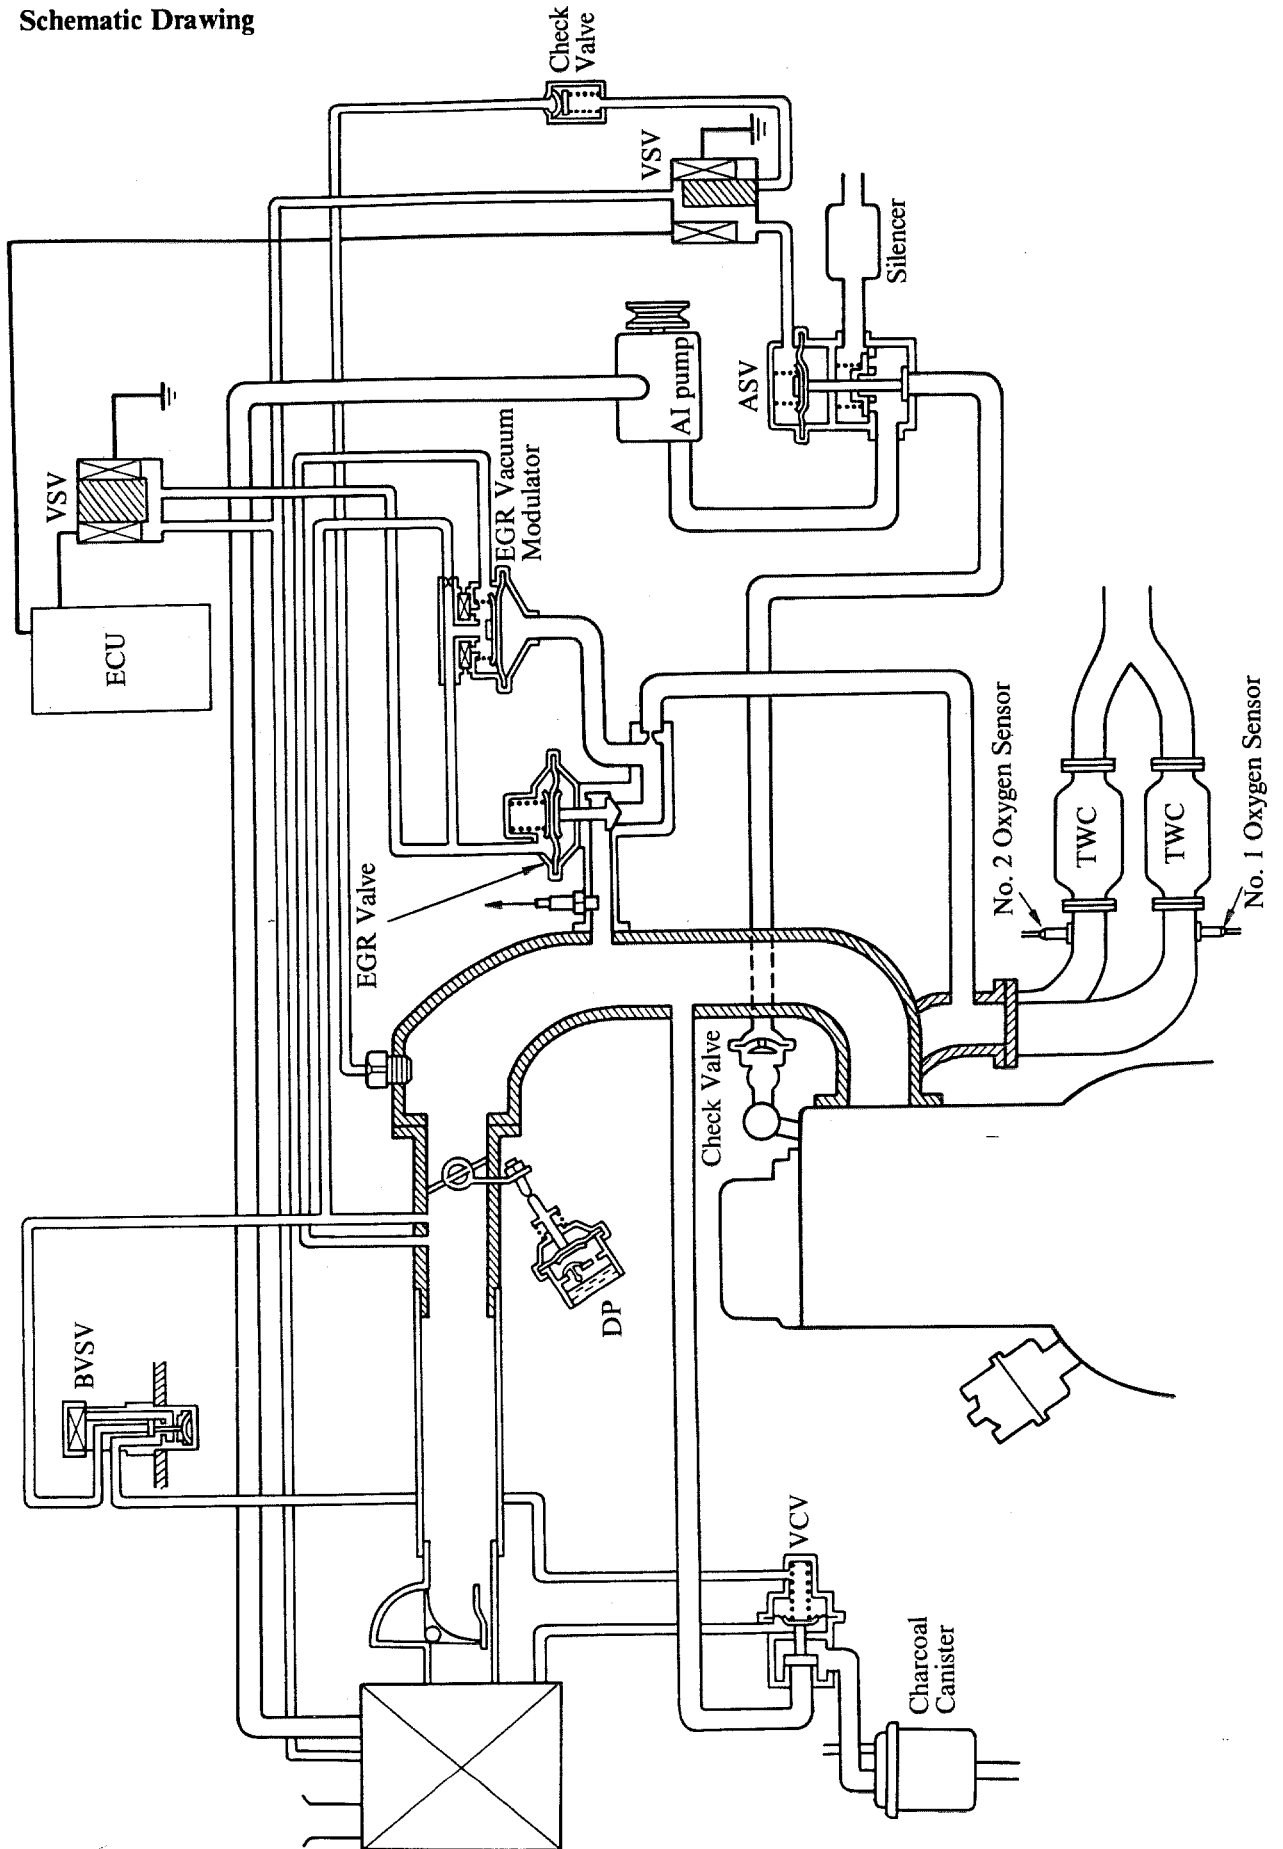 Schematic Drawing
Check
Valve
VSV
Silencer
VSV
AI pump
ASV
EGR Vacuum
Modulator
ECU
EGR Valve
No. 2 Oxygen Sensor
TWC
TWC
No. 1 Oxygen Sensor
Check Valve
DP
BVSV
VCV
Charcoal
Canister